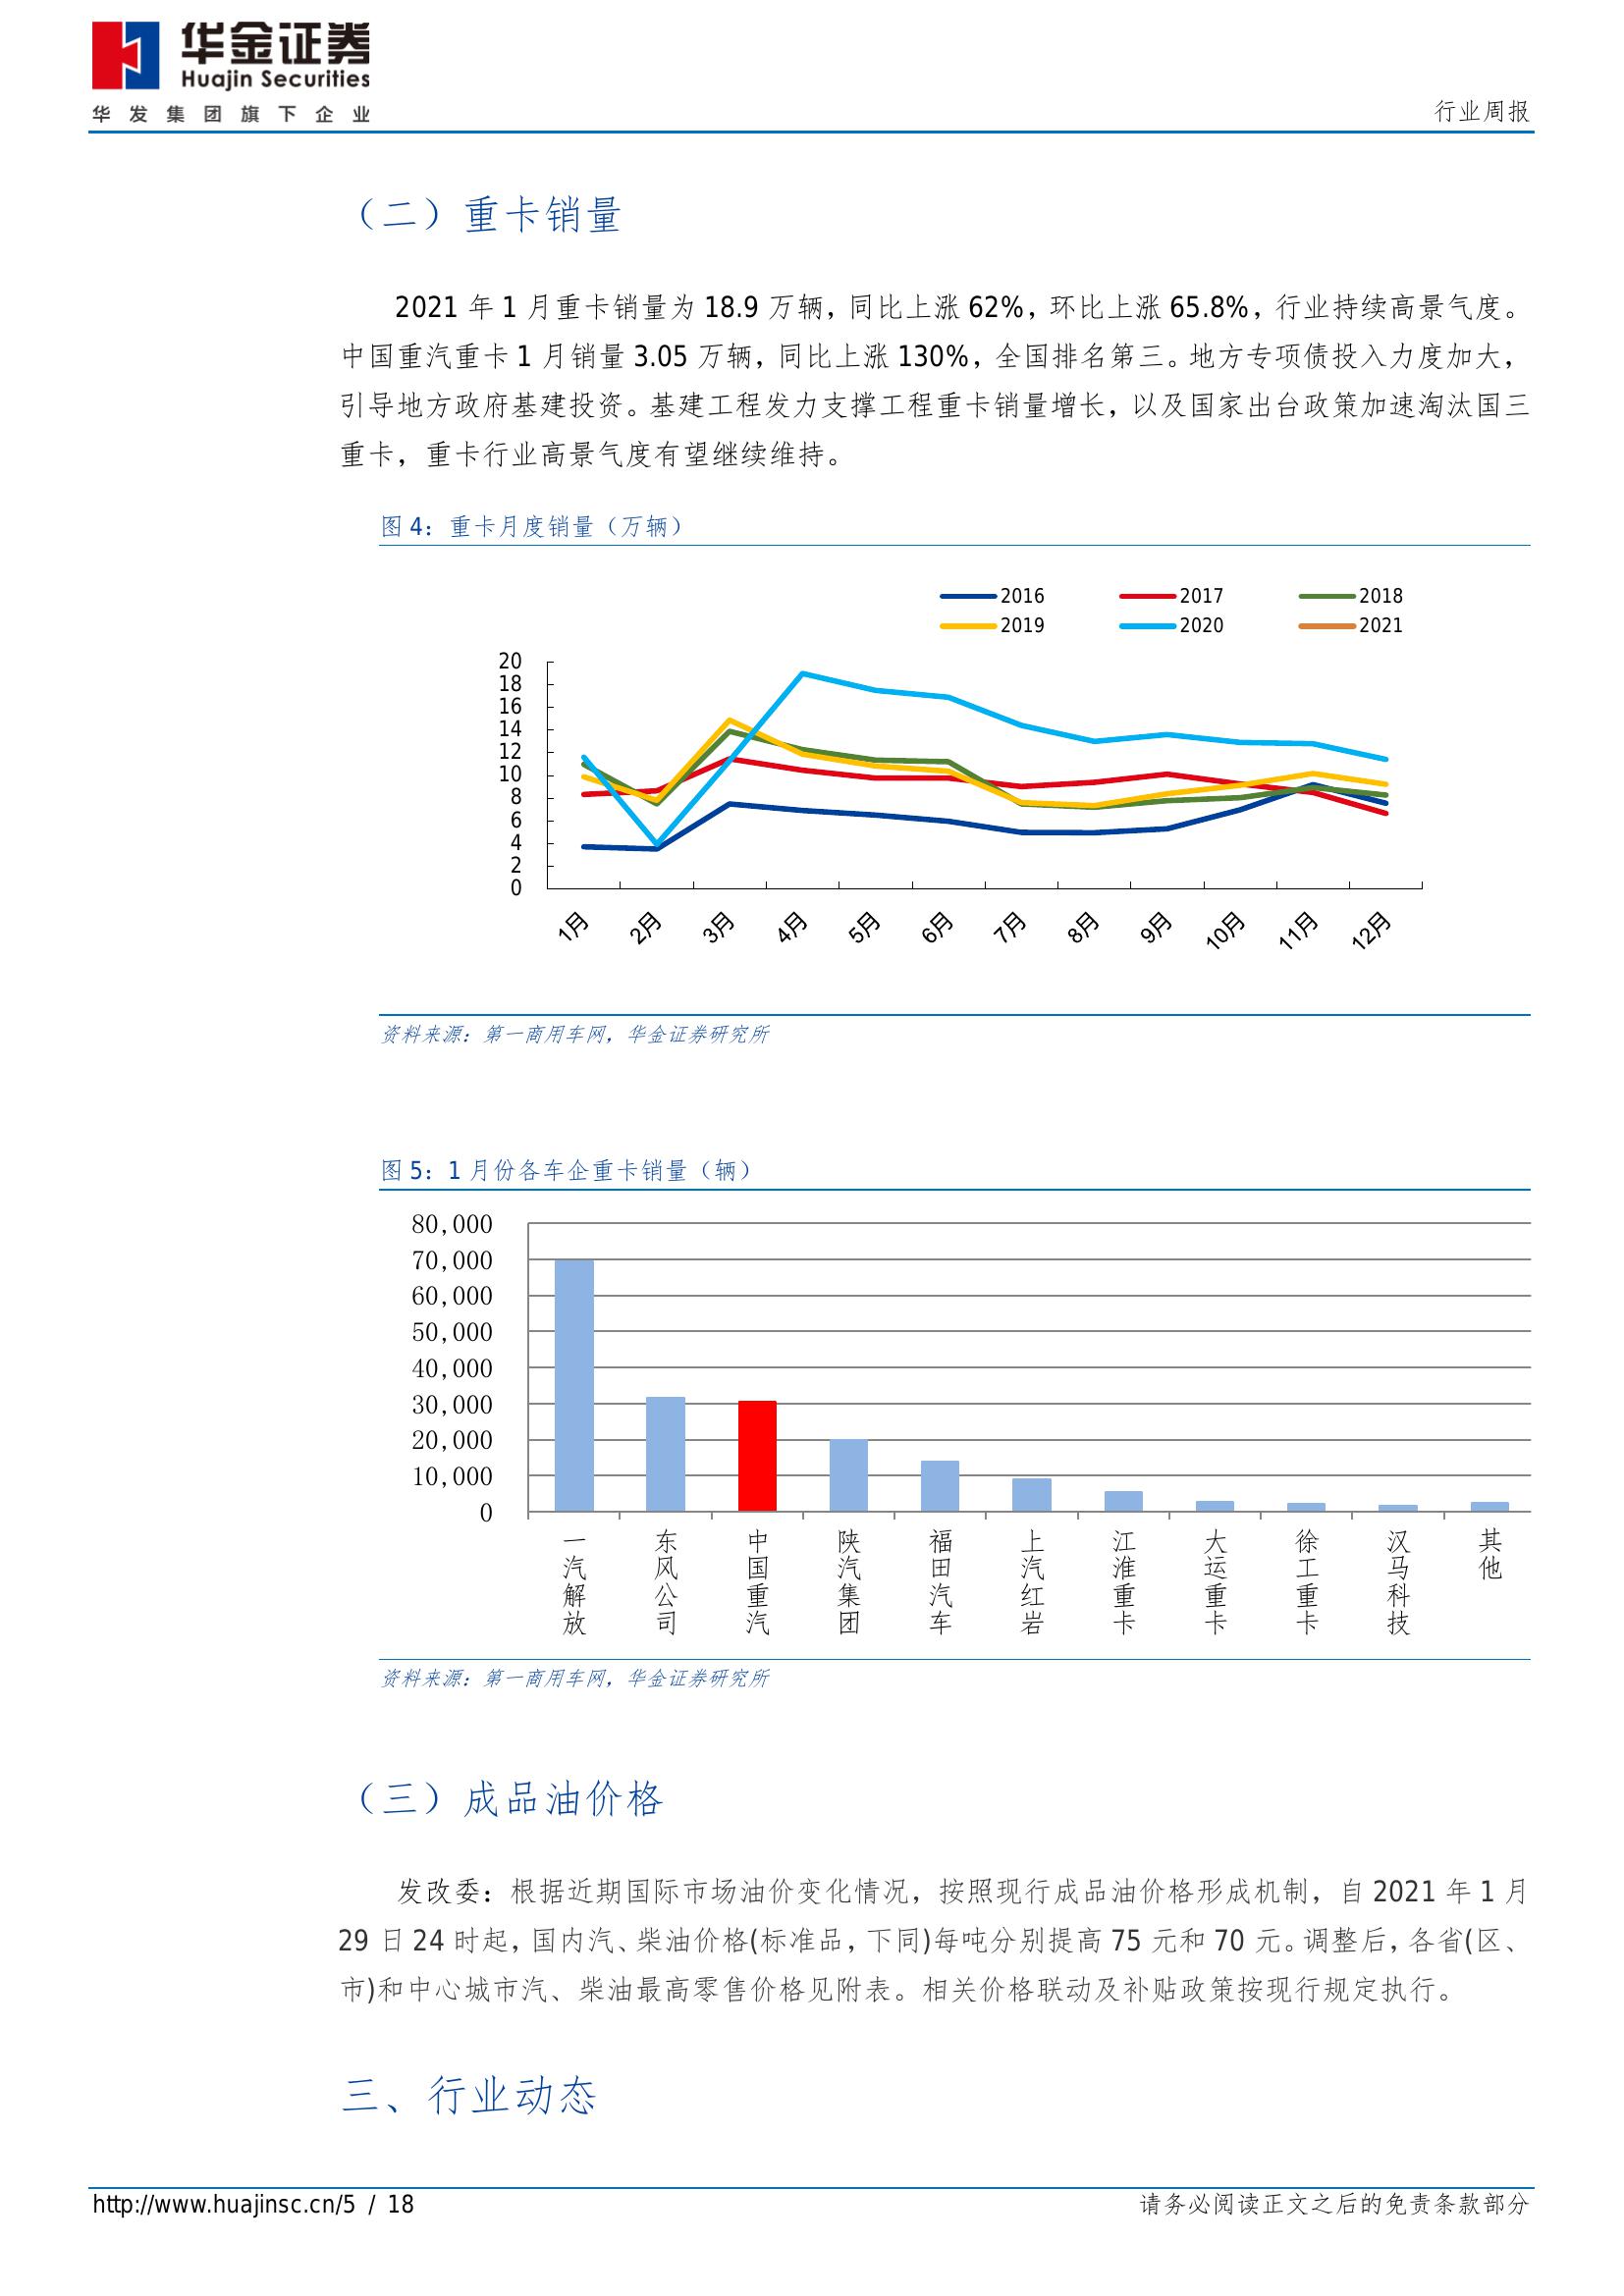 华金证券
Huajin Securities
华发集团旗下企业
行业周报
（二）重卡销量
2021 年 1 月重卡销量为 18.9 万辆，同比上涨 62%，环比上涨 65.8%，行业持续高景气度。
中国重汽重卡 1 月销量 3.05 万辆，同比上涨 130%，全国排名第三。地方专项债投入力度加大，
引导地方政府基建投资。基建工程发力支撑工程重卡销量增长，以及国家出台政策加速淘汰国三
重卡，重卡行业高景气度有望继续维持。
图 4：重卡月度销量（万辆）
2016 2017 2018
2019 2020 2021
20
18
16
14
12
10
8
6
4
2
0
1月 2月 3月 4月 5月 6月 7月 8月 9月 10月 11月 12月
资料来源：第一商用车网，华金证券研究所
图 5：1 月份各车企重卡销量（辆）
80,000
70,000
60,000
50,000
40,000
30,000
20,000
10,000
0
一汽解放 东风公司 中国重汽 陕汽集团 福田汽车 上汽红岩 江淮重卡 大运重卡 徐工重卡 汉马科技 其他
资料来源：第一商用车网，华金证券研究所
（三）成品油价格
发改委：根据近期国际市场油价变化情况，按照现行成品油价格形成机制，自 2021 年 1 月
29 日 24 时起，国内汽、柴油价格(标准品，下同)每吨分别提高 75 元和 70 元。调整后，各省(区、
市)和中心城市汽、柴油最高零售价格见附表。相关价格联动及补贴政策按现行规定执行。
三、行业动态
http://www.huajinsc.cn/5 / 18
请务必阅读正文之后的免责条款部分